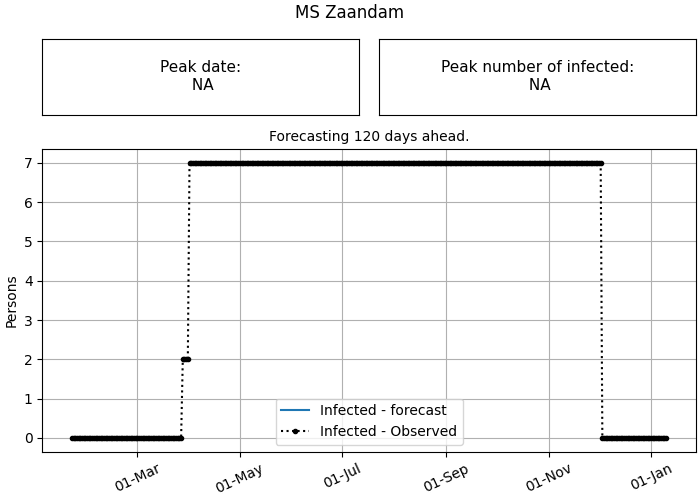 MS Zaandam
Peak date:
NA
Peak number of infected:
NA
Forecasting 120 days ahead.
7
6
5
4
3
2
1
0
Persons
Infected - forecast
Infected - Observed
01-Mar
01-May
01-Jul
01-Sep
01-Nov
01-Jan